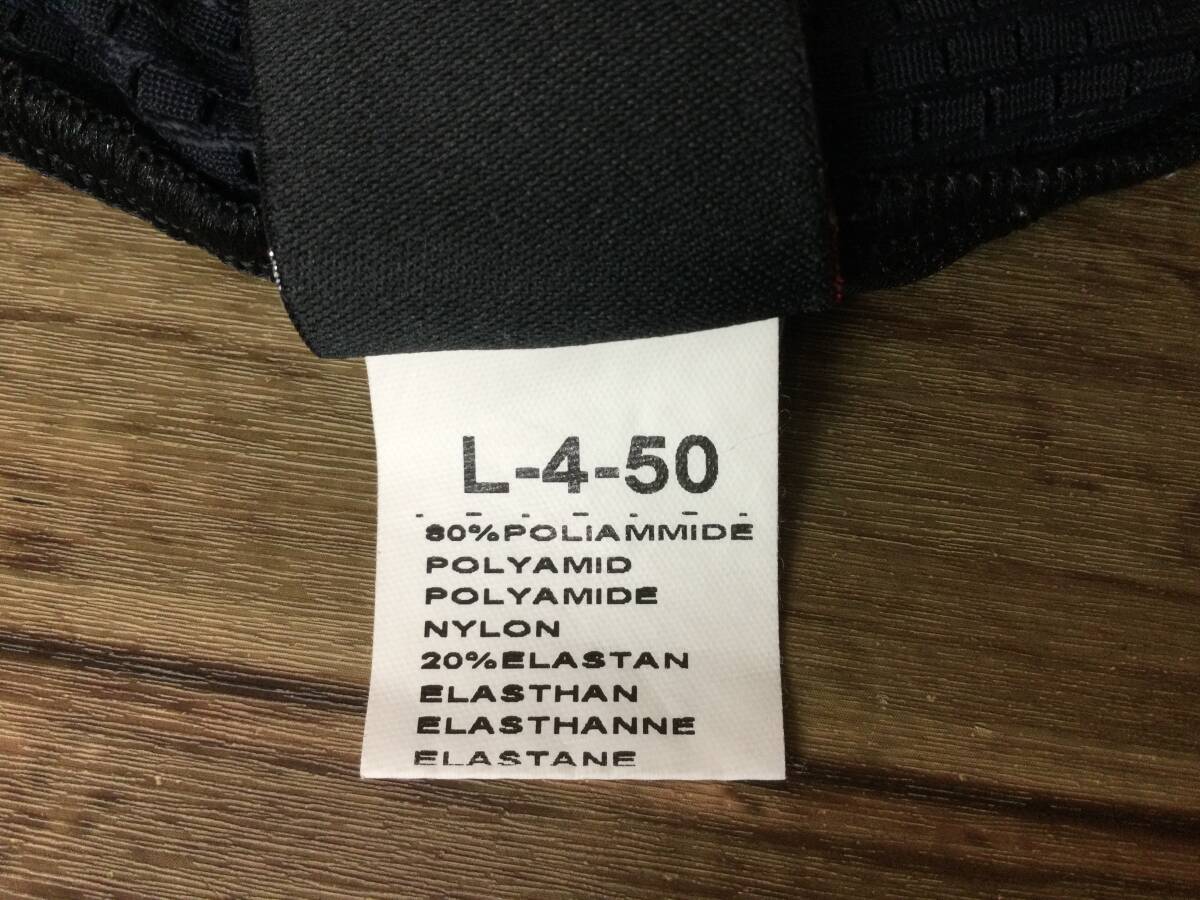 L-4-50
80%POLIAMMIDE
POLYAMID
POLYAMIDE
NYLON
20%ELASTAN
ELASTHAN
ELASTHANNE
ELASTANE